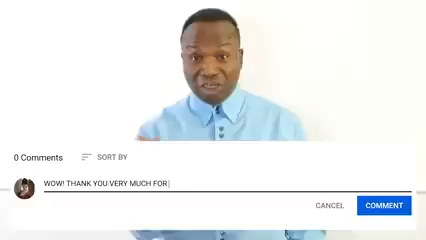 0 Comments
SORT BY
WOW! THANK YOU VERY MUCH FOR
CANCEL
COMMENT